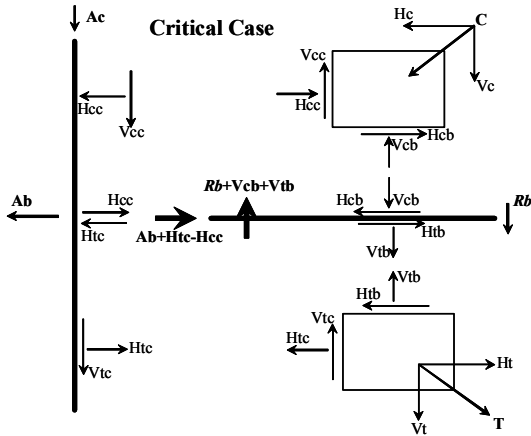 Ac
Critical Case
Hc
C
Vcc
Vc
Hcc
Vcc
Hcc
Hcb
Vcb
Rb+Vcb+Vtb
Ab
Hcc
Hcb
Vcb
Rb
Htc
Ab+Htc-Hcc
Htb
Vtb
Vtb
Htb
Vtc
Htc
Htc
Ht
Vtc
T
Vt